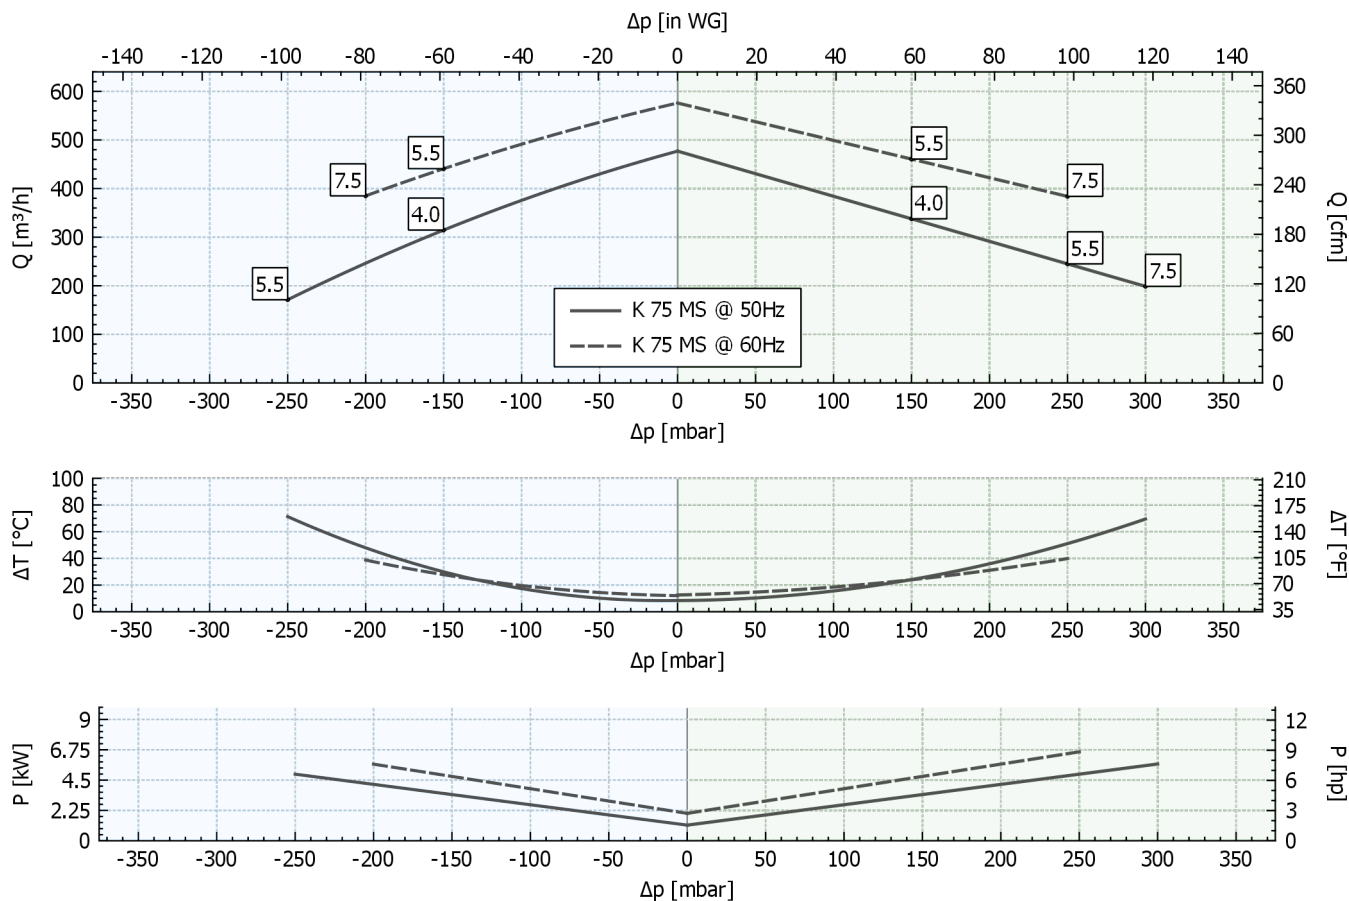 Δp [in WG]
-140 -120 -100 -80 -60 -40 -20 0 20 40 60 80 100 120 140
Q [m³/h]
600
500
400
300
200
100
0
360
300
240
180
120
60
0
Q [cfm]
7.5
5.5
5.5
7.5
4.0
4.0
5.5
5.5
7.5
K 75 MS @ 50Hz
K 75 MS @ 60Hz
-350 -300 -250 -200 -150 -100 -50 0 50 100 150 200 250 300 350
Δp [mbar]
ΔT [°C]
100
80
60
40
20
0
210
175
140
105
70
35
ΔT [°F]
-350 -300 -250 -200 -150 -100 -50 0 50 100 150 200 250 300 350
Δp [mbar]
P [kW]
9
6.75
4.5
2.25
0
12
9
6
3
0
P [hp]
-350 -300 -250 -200 -150 -100 -50 0 50 100 150 200 250 300 350
Δp [mbar]